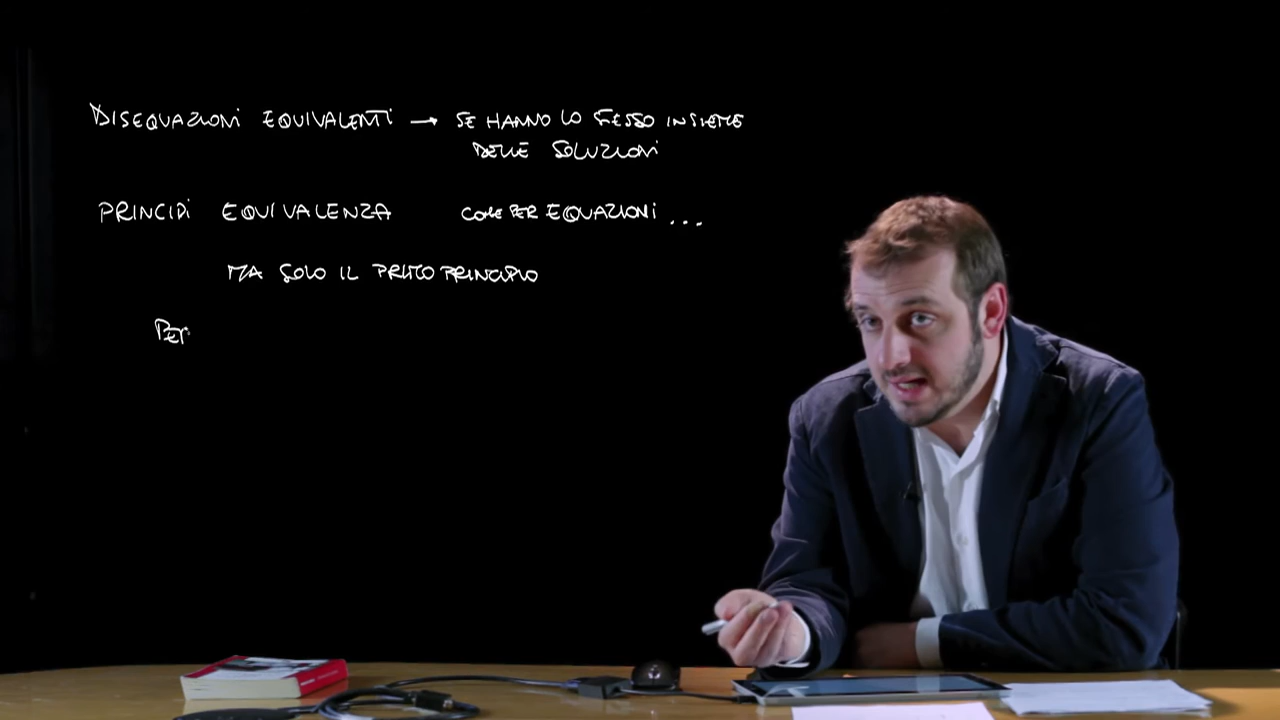 DISEQUAZIONI EQUIVALENTI → SE HANNO LO STESSO INSIEME
DELLE SOLUZIONI
PRINCIPI EQUIVALENZA COME PER EQUAZIONI ...
MA SOLO IL PRIMO PRINCIPIO
PER